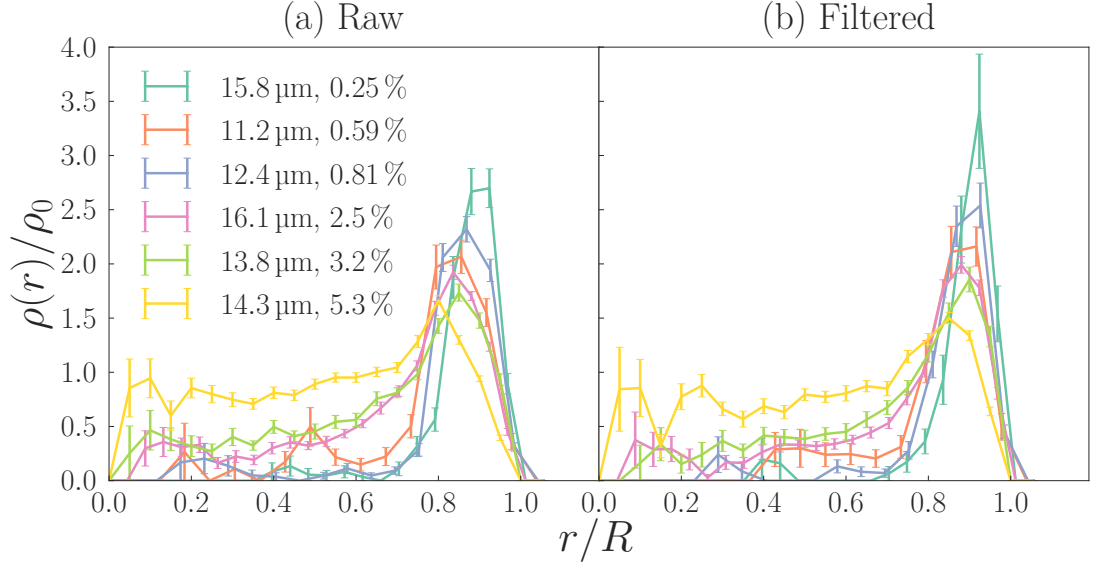 (a) Raw
(b) Filtered
ρ(r)/ρ₀
4.0
3.5
3.0
2.5
2.0
1.5
1.0
0.5
0.0
15.8 µm, 0.25 %
11.2 µm, 0.59 %
12.4 µm, 0.81 %
16.1 µm, 2.5 %
13.8 µm, 3.2 %
14.3 µm, 5.3 %
0.0 0.2 0.4 0.6 0.8 1.0
0.0 0.2 0.4 0.6 0.8 1.0
r/R